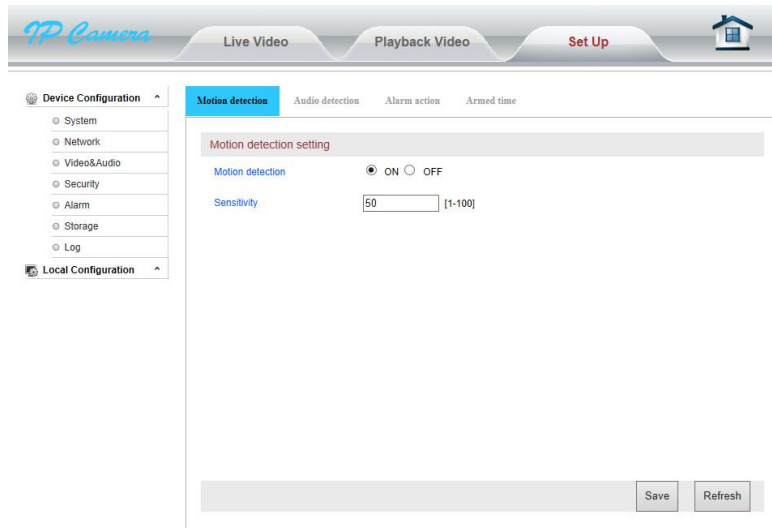 IP Camera
Live Video
Playback Video
Set Up
Device Configuration
System
Network
Video&Audio
Security
Alarm
Storage
Log
Local Configuration
Motion detection
Audio detection
Alarm action
Armed time
Motion detection setting
Motion detection ON OFF
Sensitivity 50 [1-100]
Save
Refresh